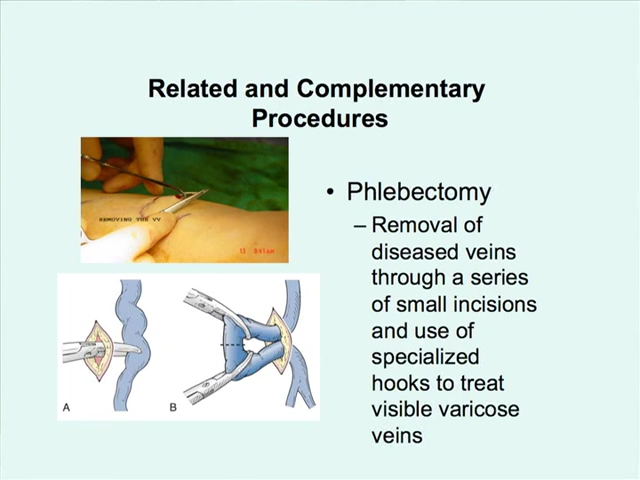 Related and Complementary
Procedures
REMOVING THE VV
• Phlebectomy
– Removal of
diseased veins
through a series
of small incisions
and use of
specialized
hooks to treat
visible varicose
veins
A
B